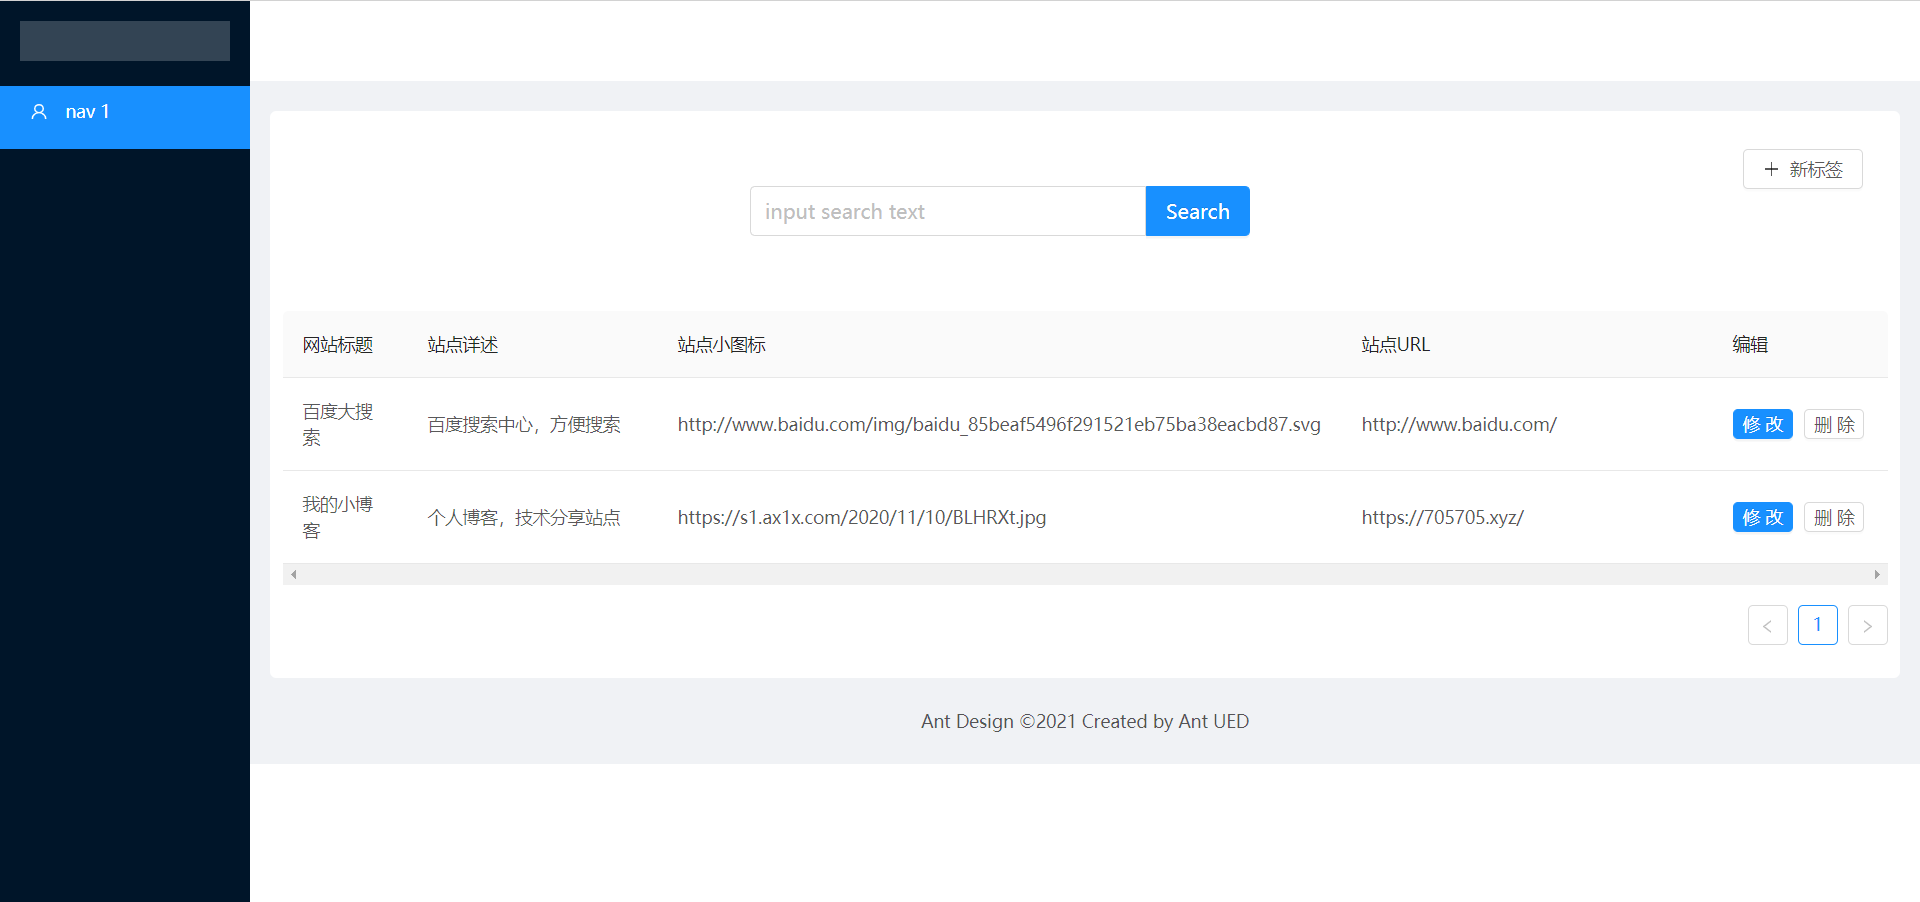 nav 1
新标签
input search text
Search
网站标题 站点详述 站点小图标 站点URL 编辑
百度大搜
索
百度搜索中心，方便搜索 http://www.baidu.com/img/baidu_85beaf5496f291521eb75ba38eacbd87.svg http://www.baidu.com/ 修 改 删 除
我的小博
客
个人博客，技术分享站点 https://s1.ax1x.com/2020/11/10/BLHRXt.jpg https://705705.xyz/ 修 改 删 除
1
Ant Design ©2021 Created by Ant UED